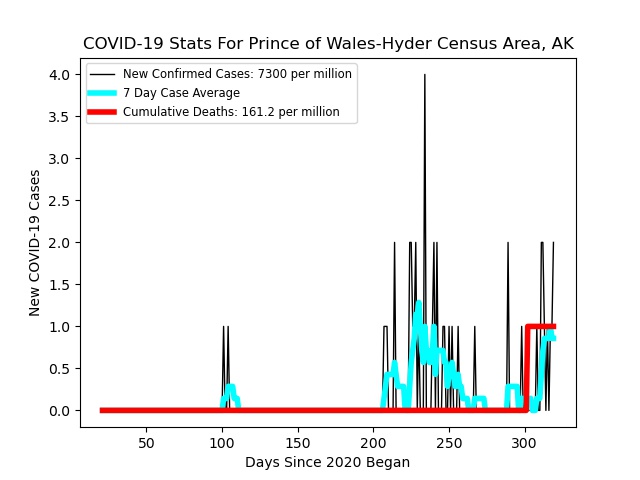 COVID-19 Stats For Prince of Wales-Hyder Census Area, AK
New Confirmed Cases: 7300 per million
7 Day Case Average
Cumulative Deaths: 161.2 per million
New COVID-19 Cases
4.0
3.5
3.0
2.5
2.0
1.5
1.0
0.5
0.0
50 100 150 200 250 300
Days Since 2020 Began